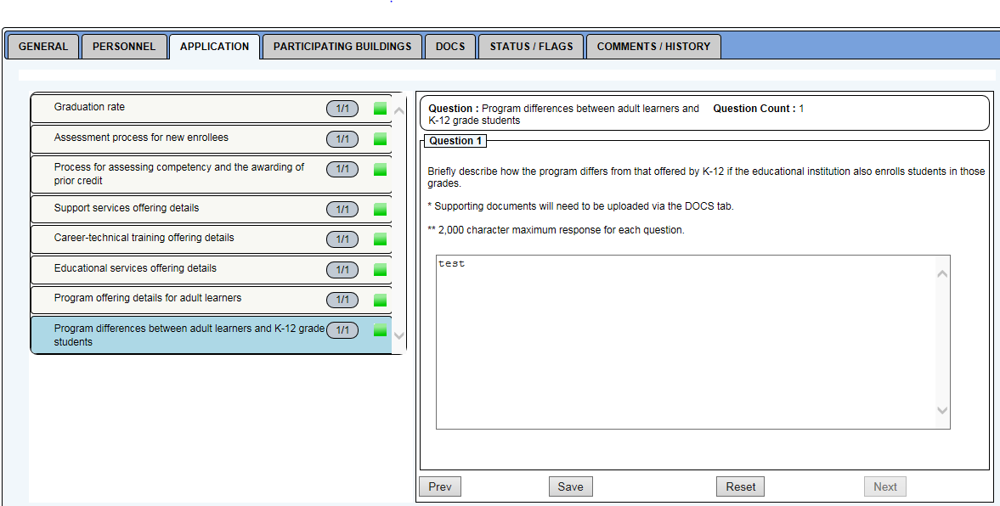 GENERAL PERSONNEL APPLICATION PARTICIPATING BUILDINGS DOCS STATUS / FLAGS COMMENTS / HISTORY
Graduation rate 1/1
Assessment process for new enrollees 1/1
Process for assessing competency and the awarding of 1/1
prior credit
Support services offering details 1/1
Career-technical training offering details 1/1
Educational services offering details 1/1
Program offering details for adult learners 1/1
Program differences between adult learners and K-12 grade 1/1
students
Question : Program differences between adult learners and Question Count : 1
K-12 grade students
Question 1
Briefly describe how the program differs from that offered by K-12 if the educational institution also enrolls students in those
grades.
* Supporting documents will need to be uploaded via the DOCS tab.
** 2,000 character maximum response for each question.
test
Prev Save Reset Next